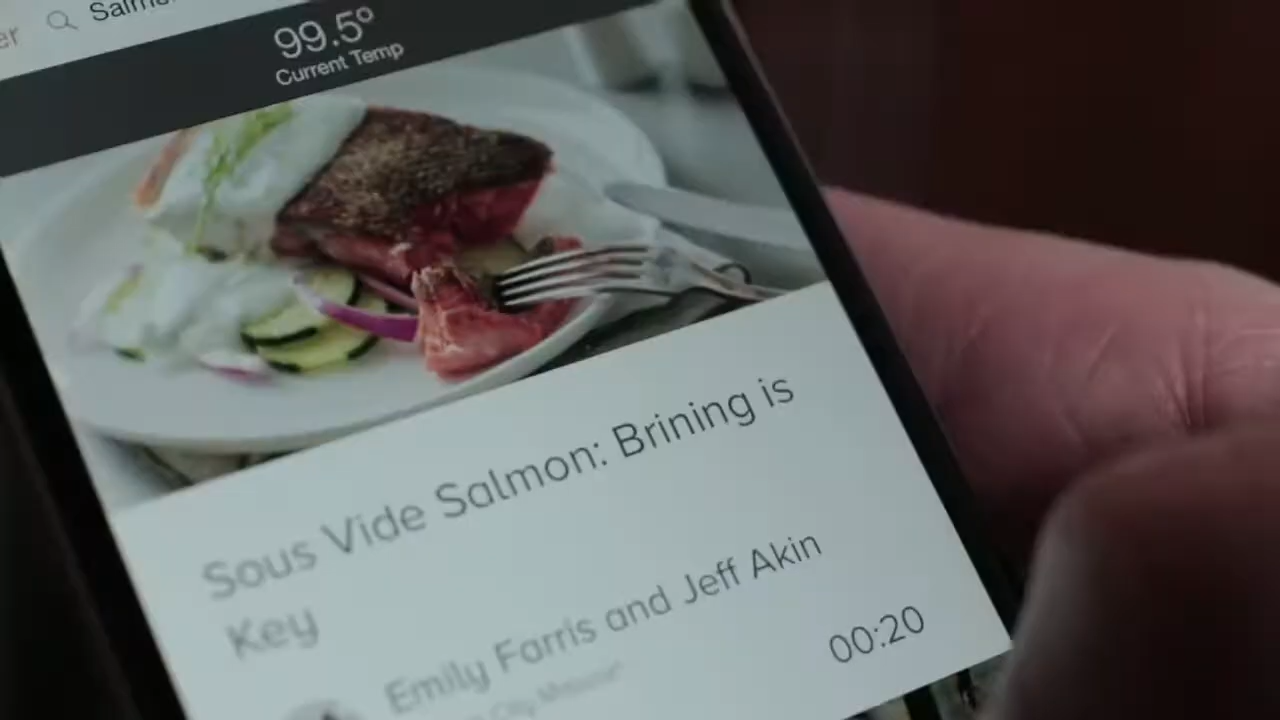 99.5°
Current Temp
Sous Vide Salmon: Brining is
Key
Emily Farris and Jeff Akin
00:20